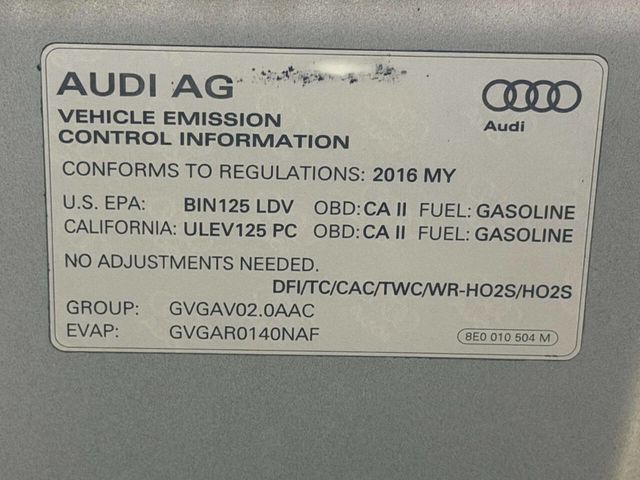 AUDI AG
Audi
VEHICLE EMISSION
CONTROL INFORMATION
CONFORMS TO REGULATIONS: 2016 MY
U.S. EPA: BIN125 LDV OBD: CA II FUEL: GASOLINE
CALIFORNIA: ULEV125 PC OBD: CA II FUEL: GASOLINE
NO ADJUSTMENTS NEEDED.
DFI/TC/CAC/TWC/WR-HO2S/HO2S
GROUP: GVGAV02.0AAC
EVAP: GVGAR0140NAF
8E0 010 504 M